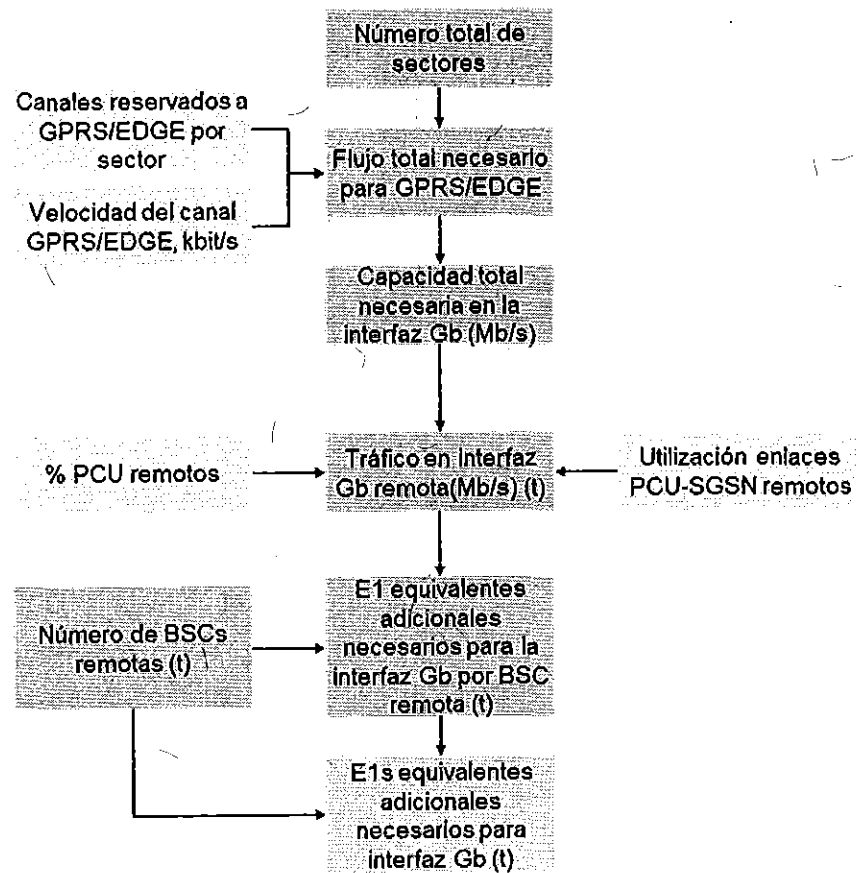 Número total de
sectores
Canales reservados a
GPRS/EDGE por
sector
Flujo total necesario
para GPRS/EDGE
Velocidad del canal
GPRS/EDGE, kbit/s
Capacidad total
necesaria en la
interfaz Gb (Mb/s)
% PCU remotos
Tráfico en Interfaz
Gb remota(Mb/s) (t)
Utilización enlaces
PCU-SGSN remotos
Número de BSCs
remotas (t)
E1 equivalentes
adicionales
necesarios para la
interfaz Gb por BSC
remota (t)
E1s equivalentes
adicionales
necesarios para
interfaz Gb (t)